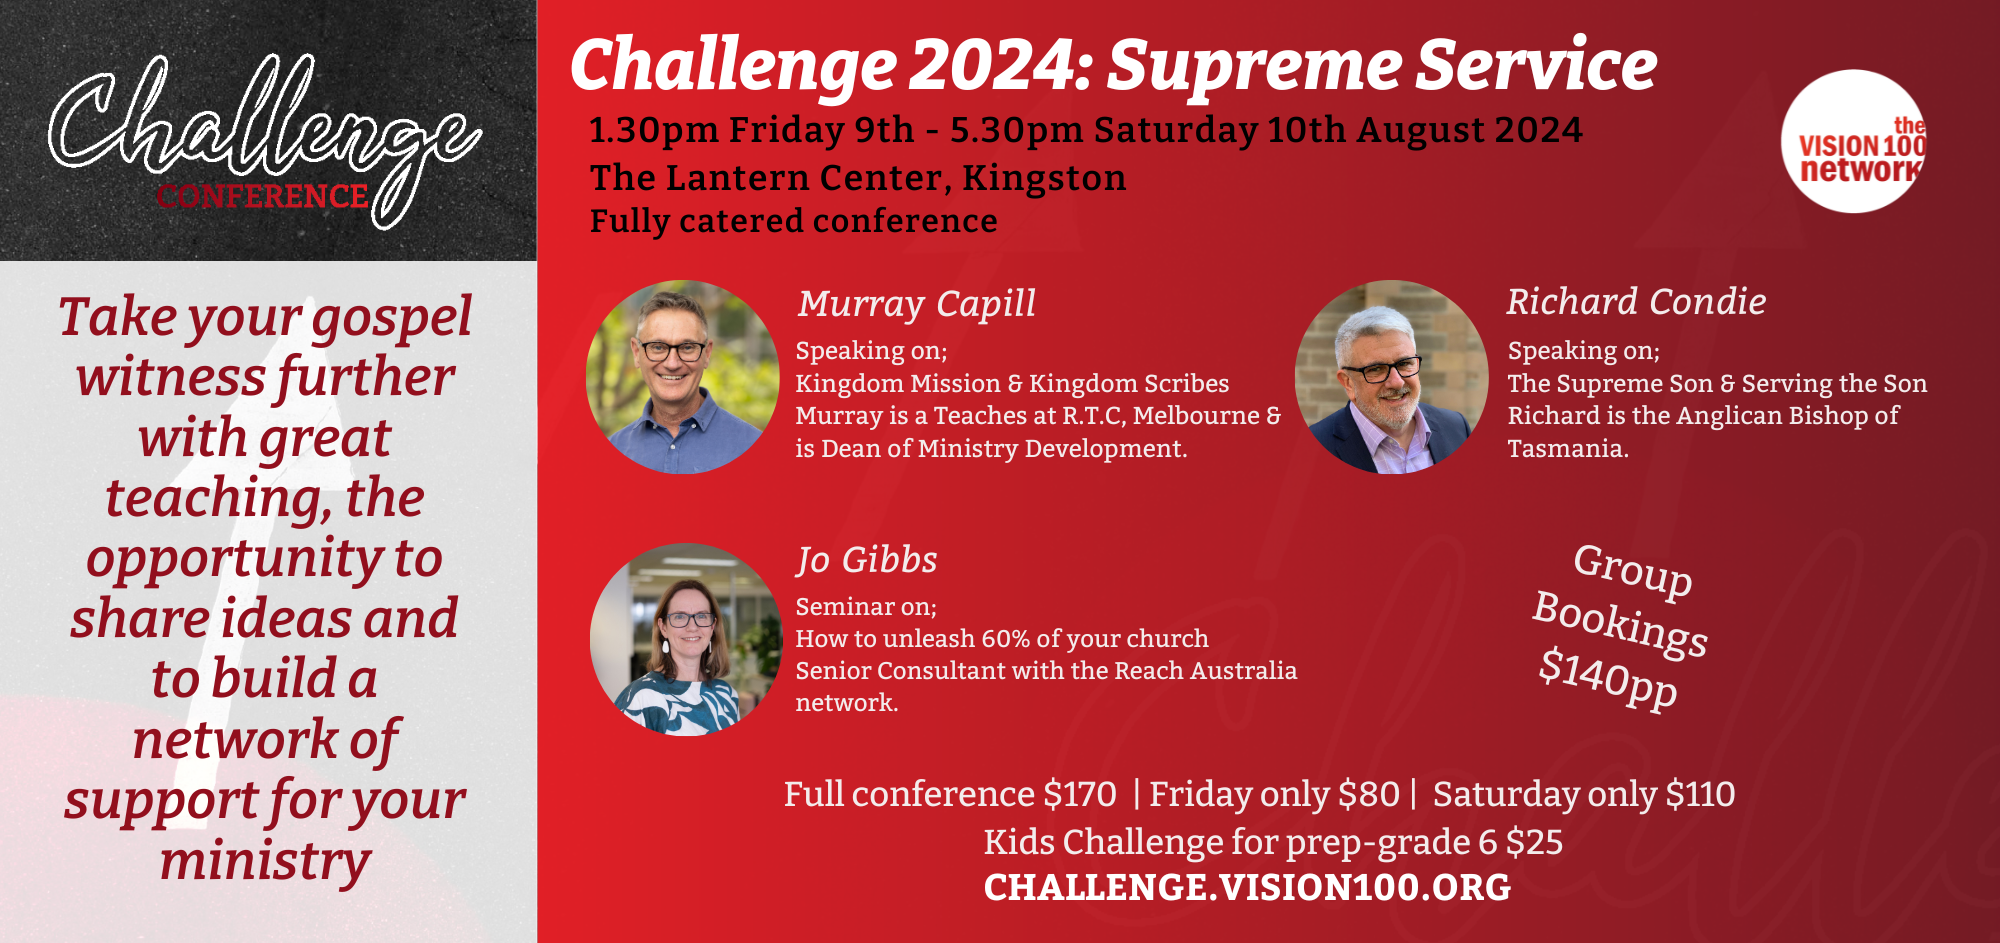 Challenge
CONFERENCE
Take your gospel
witness further
with great
teaching, the
opportunity to
share ideas and
to build a
network of
support for your
ministry
Challenge 2024: Supreme Service
1.30pm Friday 9th - 5.30pm Saturday 10th August 2024
The Lantern Center, Kingston
Fully catered conference
the
VISION 100
network
Murray Capill
Speaking on;
Kingdom Mission & Kingdom Scribes
Murray is a Teaches at R.T.C, Melbourne &
is Dean of Ministry Development.
Richard Condie
Speaking on;
The Supreme Son & Serving the Son
Richard is the Anglican Bishop of
Tasmania.
Jo Gibbs
Seminar on;
How to unleash 60% of your church
Senior Consultant with the Reach Australia
network.
Group
Bookings
$140pp
Full conference $170 | Friday only $80 | Saturday only $110
Kids Challenge for prep-grade 6 $25
CHALLENGE.VISION100.ORG
Challe